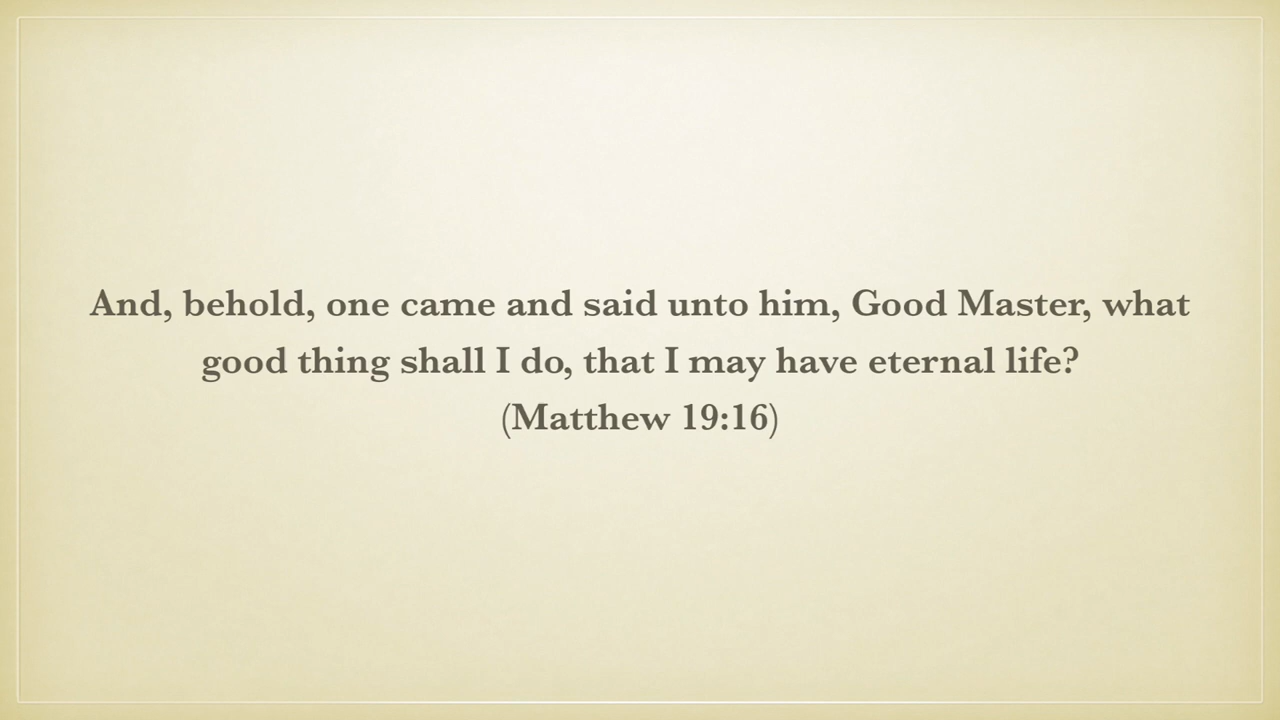 And, behold, one came and said unto him, Good Master, what
good thing shall I do, that I may have eternal life?
(Matthew 19:16)